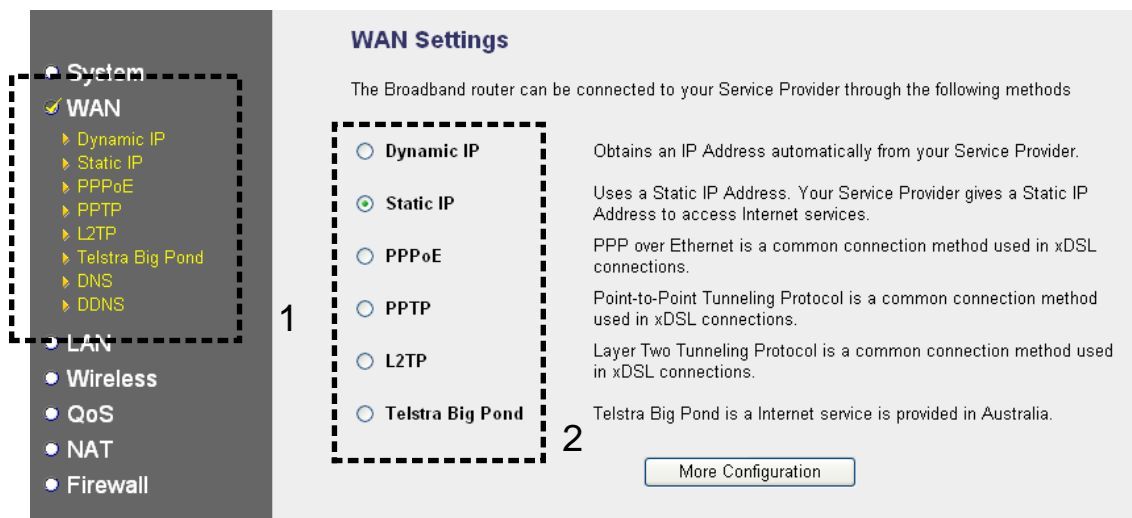 System
WAN
Dynamic IP
Static IP
PPPoE
PPTP
L2TP
Telstra Big Pond
DNS
DDNS
LAN
Wireless
QoS
NAT
Firewall
1
WAN Settings
The Broadband router can be connected to your Service Provider through the following methods
Dynamic IP Obtains an IP Address automatically from your Service Provider.
Static IP Uses a Static IP Address. Your Service Provider gives a Static IP
Address to access Internet services.
PPPoE PPP over Ethernet is a common connection method used in xDSL
connections.
PPTP Point-to-Point Tunneling Protocol is a common connection method
used in xDSL connections.
L2TP Layer Two Tunneling Protocol is a common connection method used
in xDSL connections.
Telstra Big Pond Telstra Big Pond is a Internet service is provided in Australia.
2
More Configuration